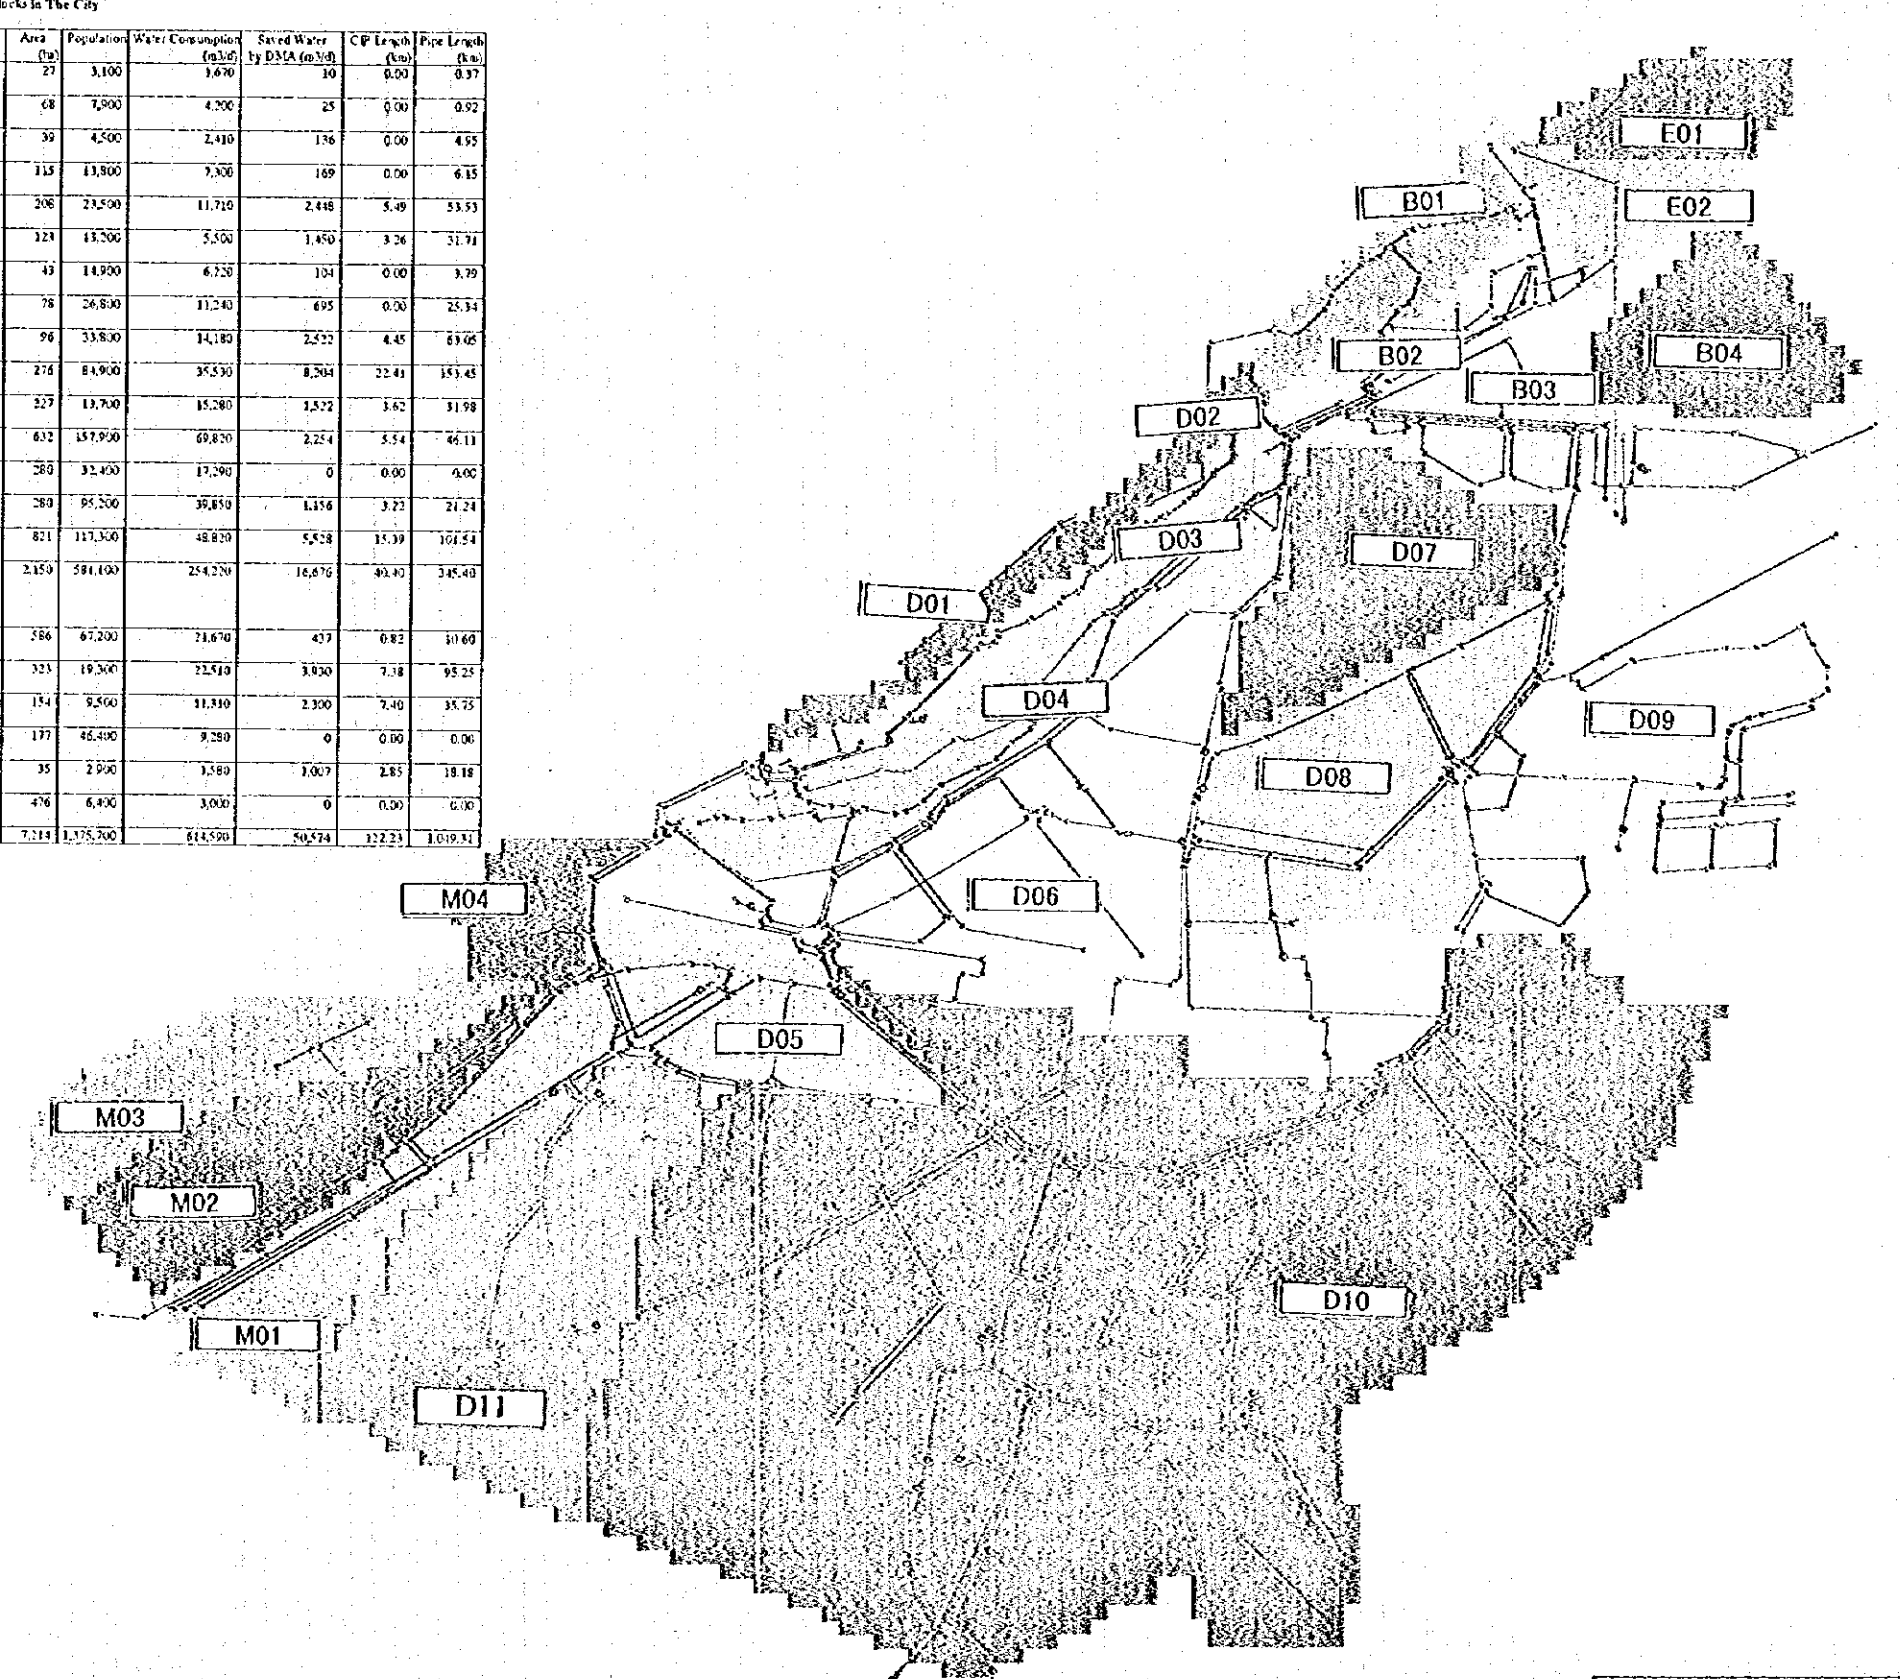 In The City
Area Population Water Consumption Saved Water CIP Length Pipe Length
(ha) (m3/d) by DMA (m3/d) (km) (km)
27 3,100 1,670 10 0.00 0.37
68 7,900 4,200 25 0.00 0.92
39 4,500 2,410 136 0.00 4.95
115 13,800 7,300 169 0.00 6.15
206 23,500 11,710 2,448 5.49 53.53
123 13,200 5,500 1,450 3.26 31.71
43 14,900 6,220 104 0.00 3.79
78 26,800 11,240 695 0.00 25.34
96 33,800 14,180 2,522 4.45 63.05
276 84,900 35,530 8,204 22.41 153.45
227 13,700 15,280 1,522 3.62 31.98
632 157,900 69,820 2,254 5.54 46.11
280 32,400 17,290 0 0.00 0.00
280 95,200 39,850 1,156 3.22 21.24
821 117,300 48,820 5,528 15.39 101.54
2,150 581,100 254,220 16,676 40.40 345.40
586 67,200 21,670 437 0.82 10.60
323 19,300 22,510 3,930 7.38 95.25
154 9,500 11,310 2,300 7.40 35.75
177 46,400 9,280 0 0.00 0.00
35 2,900 3,580 1,007 2.85 18.18
476 6,400 3,000 0 0.00 0.00
7,214 1,375,700 614,590 50,574 122.23 1,049.31
E01
B01
E02
B02
B04
B03
D02
D03
D07
D01
D04
D09
D08
M04
D06
D05
M03
M02
D10
M01
D11